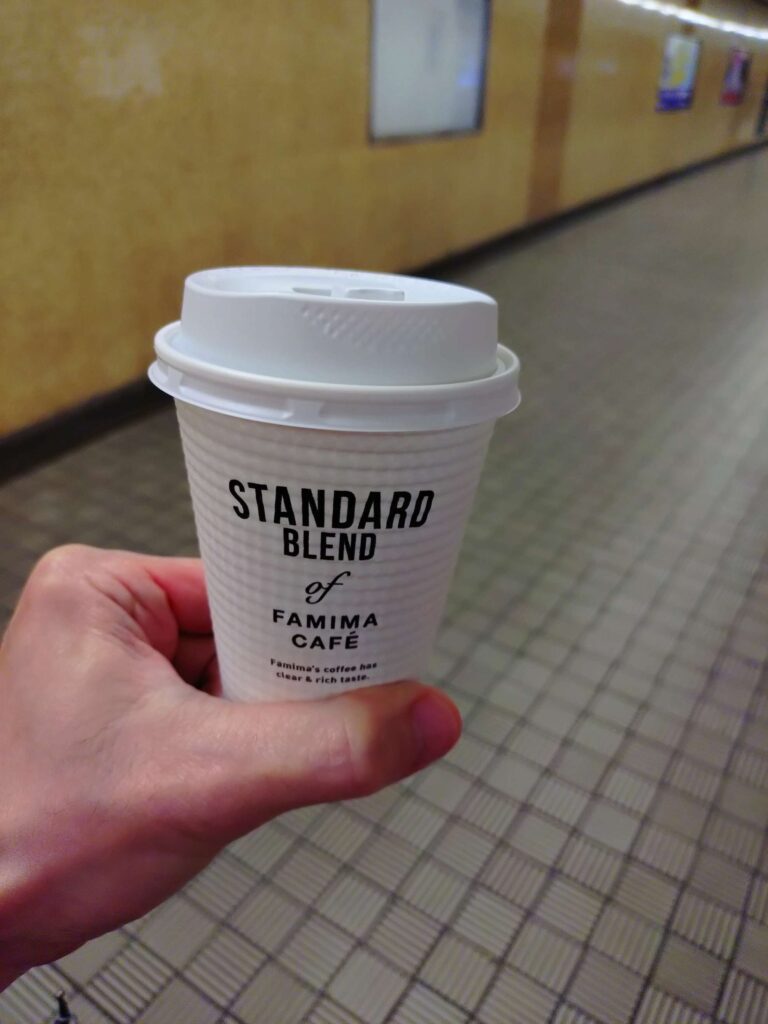 STANDARD
BLEND
of
FAMIMA
CAFÉ
Famima's coffee has
clear & rich taste.